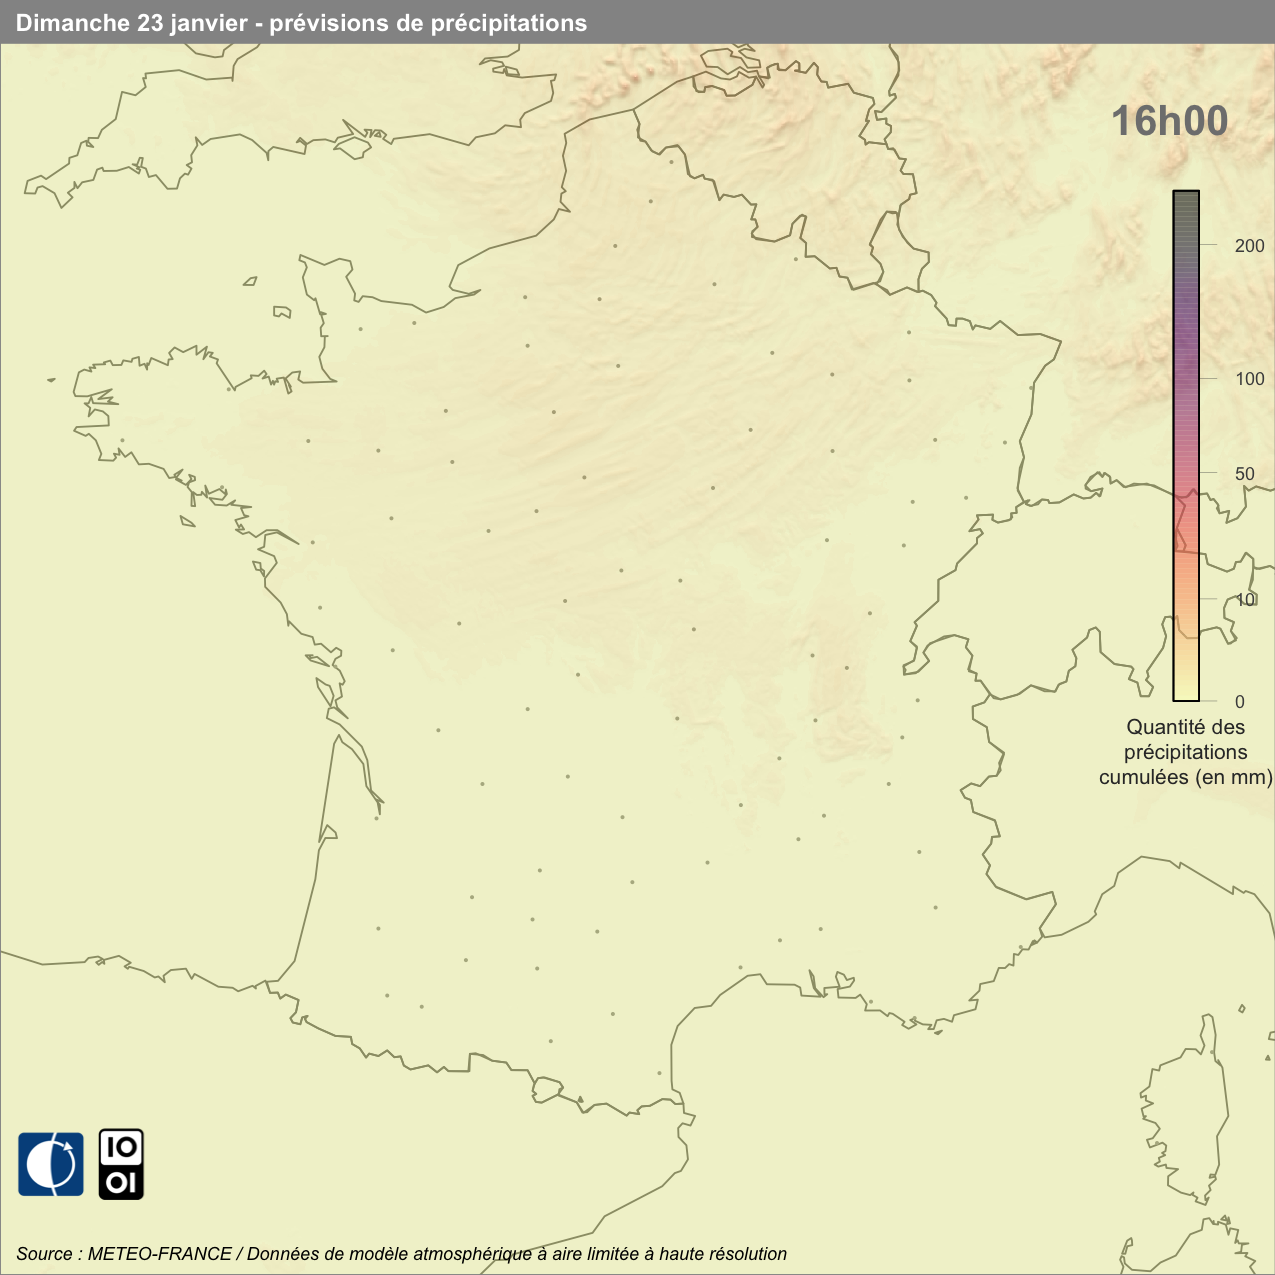 Dimanche 23 janvier - prévisions de précipitations
16h00
200
100
50
10
0
Quantité des
précipitations
cumulées (en mm)
IO
OI
Source : METEO-FRANCE / Données de modèle atmosphérique à aire limitée à haute résolution